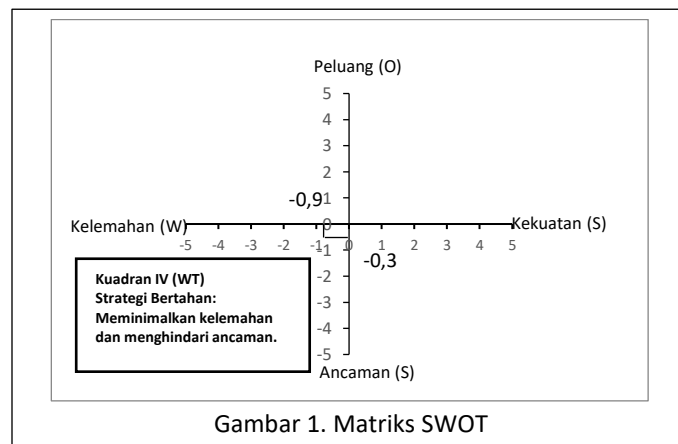 Peluang (O)
5
4
3
2
-0,9
1
Kelemahan (W)
0
Kekuatan (S)
-5 -4 -3 -2 -1 0 1 2 3 4 5
-1
-0,3
-2
-3
-4
-5
Kuadran IV (WT)
Strategi Bertahan:
Meminimalkan kelemahan
dan menghindari ancaman.
Ancaman (S)
Gambar 1. Matriks SWOT